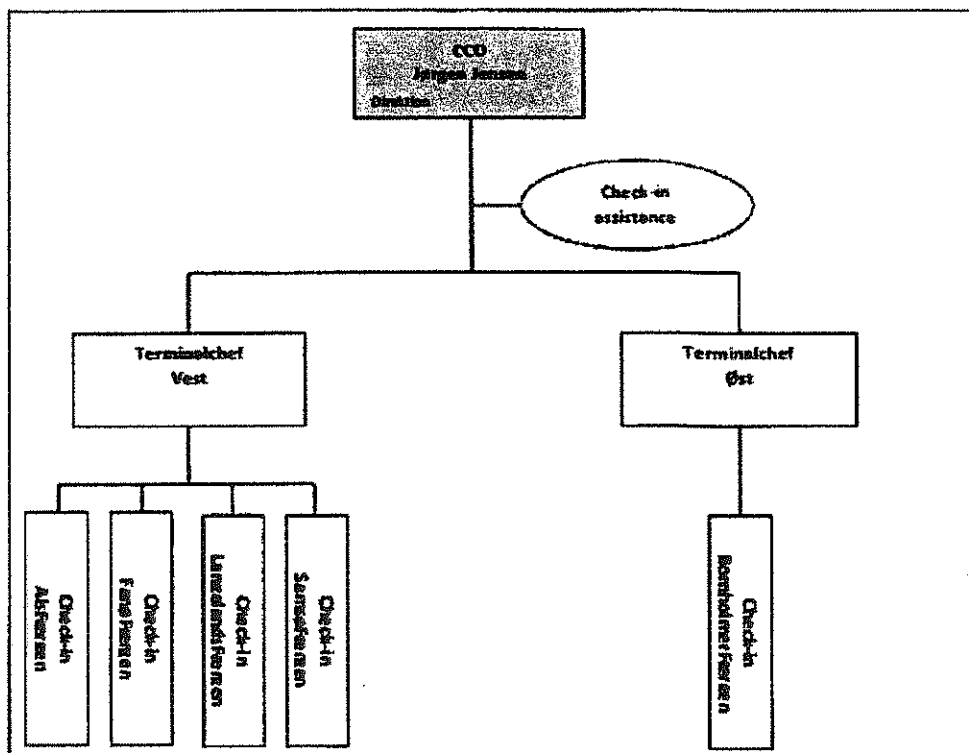 CCO
Jørgen Jensen
Direktion
Check-in
assistance
Terminalchef
Vest
Terminalchef
Øst
Check-in
AlsFærgen
Check-in
FanøFærgen
Check-in
LangelandsFærgen
Check-in
SamsøFærgen
Check-in
BornholmerFærgen